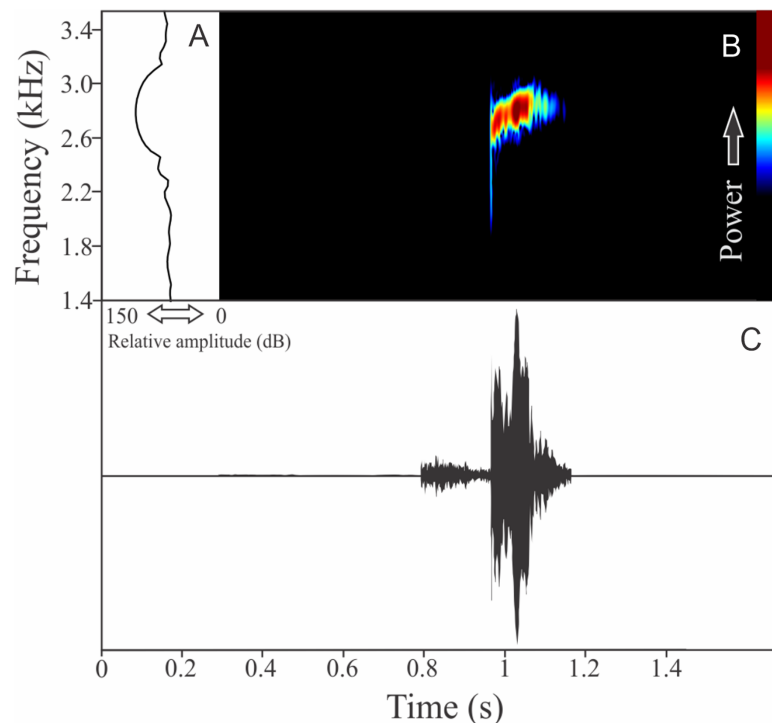 Frequency (kHz)
3.4
3.0
2.6
2.2
1.8
1.4
A
B
Power
150 0
Relative amplitude (dB)
C
0 0.2 0.4 0.6 0.8 1 1.2 1.4
Time (s)